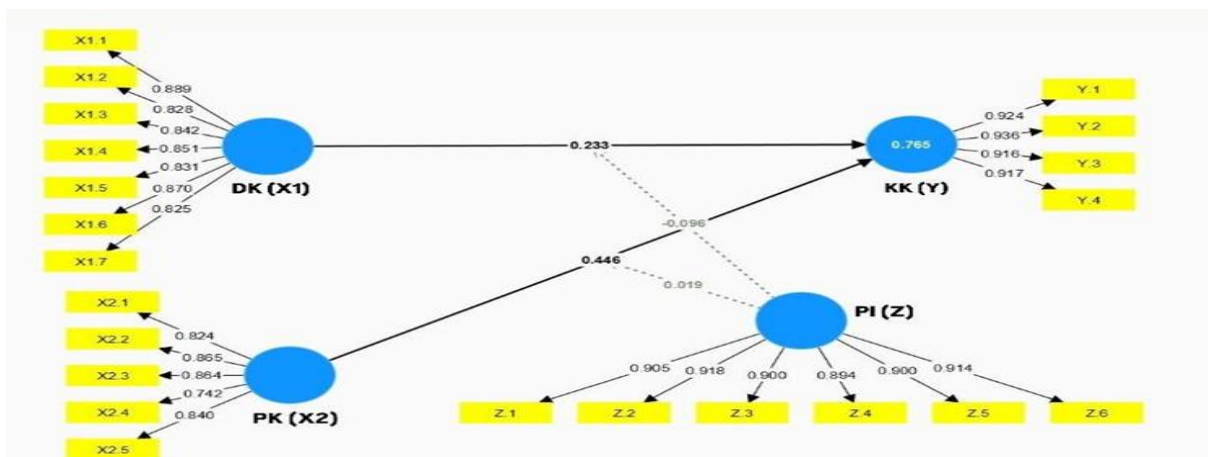 X1.1
X1.2
X1.3
X1.4
X1.5
X1.6
X1.7
0.889
0.828
0.842
0.851
0.831
0.870
0.825
DK (X1)
0.233
0.765
KK (Y)
0.924
0.936
0.916
0.917
Y.1
Y.2
Y.3
Y.4
-0.096
0.446
0.019
X2.1
X2.2
X2.3
X2.4
X2.5
0.824
0.865
0.864
0.742
0.840
PK (X2)
PI (Z)
0.905
0.918
0.900
0.894
0.900
0.914
Z.1
Z.2
Z.3
Z.4
Z.5
Z.6